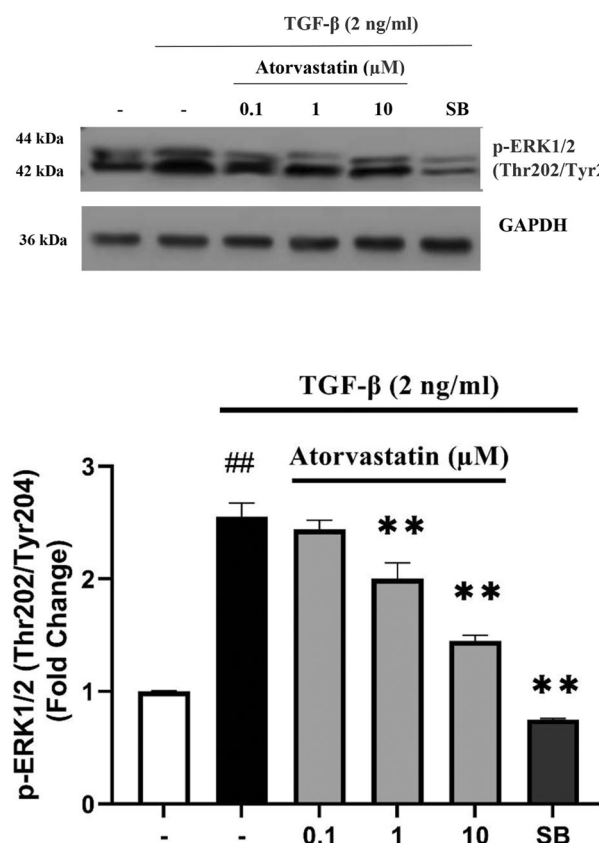 TGF-β (2 ng/ml)
Atorvastatin (µM)
- - 0.1 1 10 SB
44 kDa
p-ERK1/2
42 kDa
(Thr202/Tyr2
36 kDa
GAPDH
TGF-β (2 ng/ml)
Atorvastatin (µM)
p-ERK1/2 (Thr202/Tyr204)
(Fold Change)
3
2
1
0
##
**
**
**
- - 0.1 1 10 SB